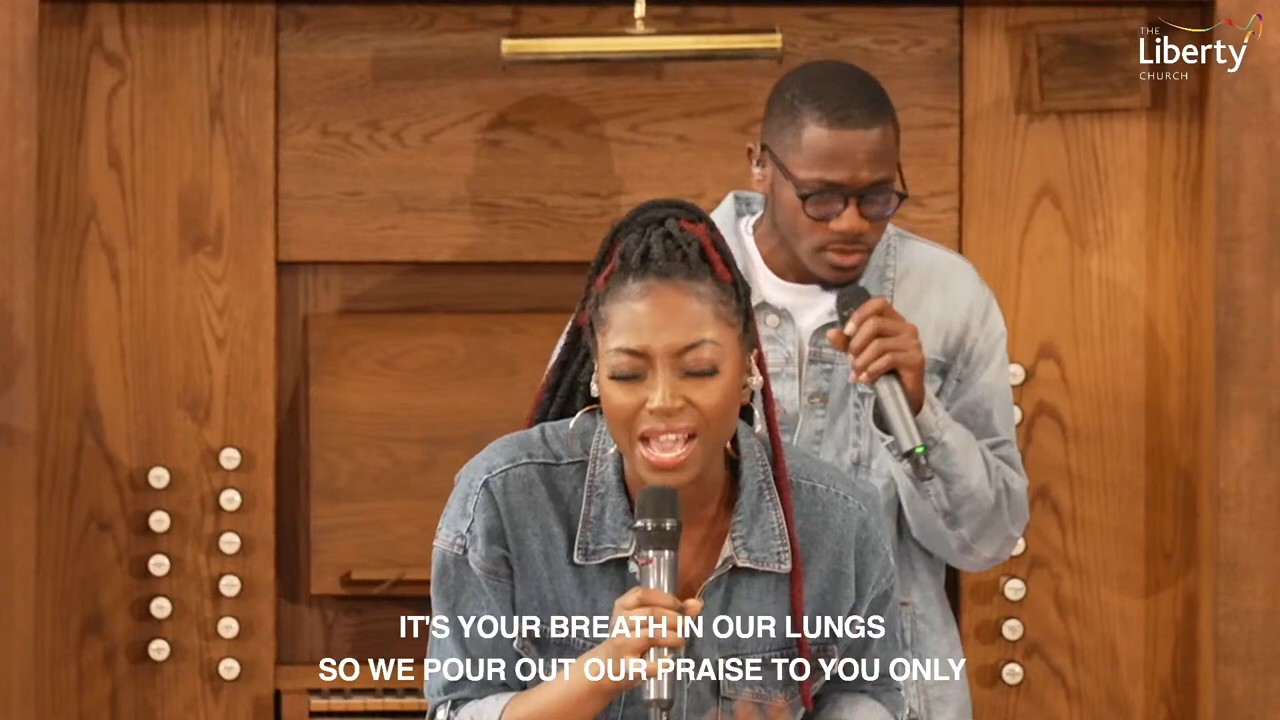 THE
Liberty
CHURCH
IT'S YOUR BREATH IN OUR LUNGS
SO WE POUR OUT OUR PRAISE TO YOU ONLY